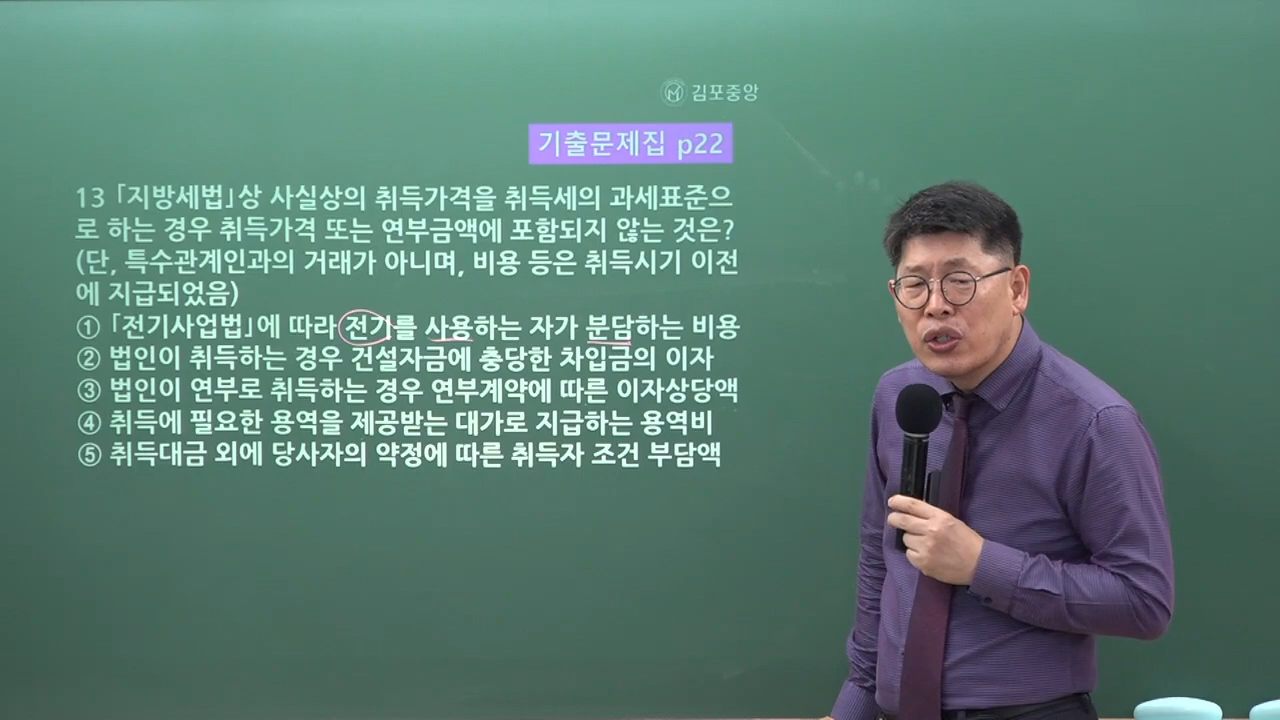 김포중앙
기출문제집 p22
13 「지방세법」상 사실상의 취득가격을 취득세의 과세표준으
로 하는 경우 취득가격 또는 연부금액에 포함되지 않는 것은?
(단, 특수관계인과의 거래가 아니며, 비용 등은 취득시기 이전
에 지급되었음)
① 「전기사업법」에 따라 전기를 사용하는 자가 분담하는 비용
② 법인이 취득하는 경우 건설자금에 충당한 차입금의 이자
③ 법인이 연부로 취득하는 경우 연부계약에 따른 이자상당액
④ 취득에 필요한 용역을 제공받는 대가로 지급하는 용역비
⑤ 취득대금 외에 당사자의 약정에 따른 취득자 조건 부담액